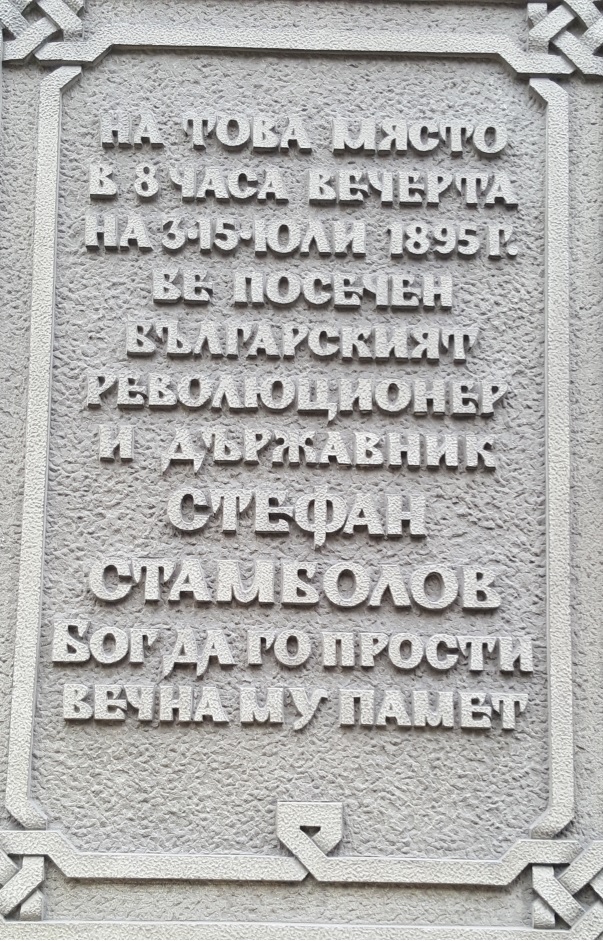 НА ТОВА МЯСТО
В 8 ЧАСА ВЕЧЕРТА
НА 3·15·ЮЛИ 1895 Г.
БЕ ПОСЕЧЕН
БЪЛГАРСКИЯТ
РЕВОЛЮЦИОНЕР
И ДЪРЖАВНИК
СТЕФАН
СТАМБОЛОВ
БОГ ДА ГО ПРОСТИ
ВЕЧНА МУ ПАМЕТ